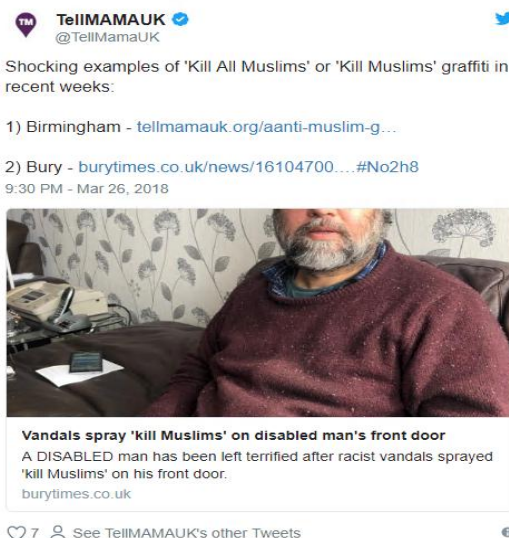 TM
TellMAMAUK
@TellMamaUK
Shocking examples of 'Kill All Muslims' or 'Kill Muslims' graffiti in
recent weeks:
1) Birmingham - tellmamauk.org/aanti-muslim-g…
2) Bury - burytimes.co.uk/news/16104700.…#No2h8
9:30 PM - Mar 26, 2018
Vandals spray 'kill Muslims' on disabled man's front door
A DISABLED man has been left terrified after racist vandals sprayed
'kill Muslims' on his front door.
burytimes.co.uk
7 See TellMAMAUK's other Tweets